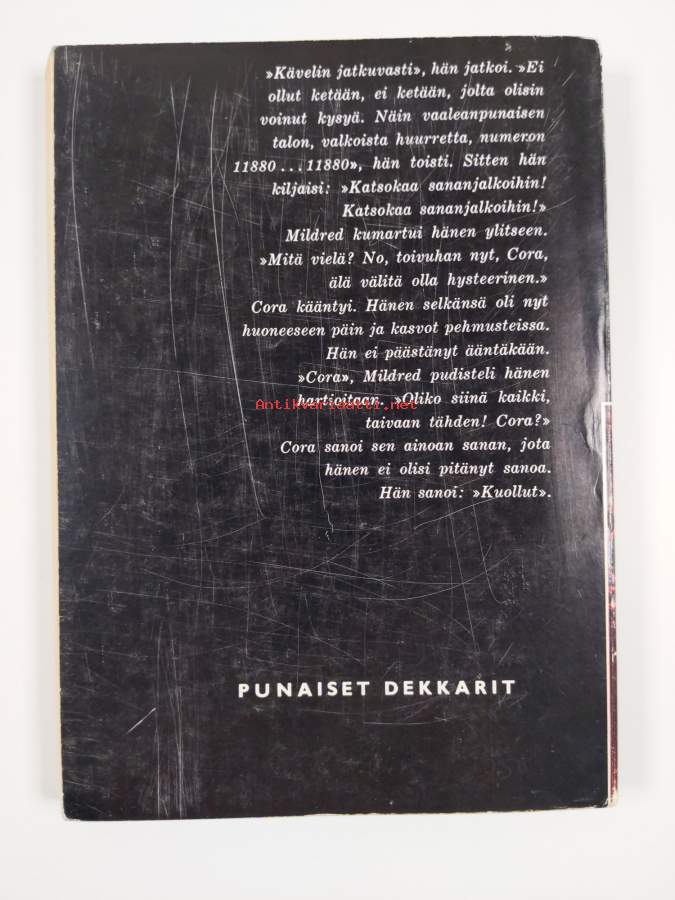 »Kävelin jatkuvasti», hän jatkoi. »Ei
ollut ketään, ei ketään, jolta olisin
voinut kysyä. Näin vaaleanpunaisen
talon, valkoista huurretta, numeron
11880 . . . 11880», hän toisti. Sitten hän
kiljaisi: »Katsokaa sananjalkoihin!
Katsokaa sananjalkoihin!»
Mildred kumartui hänen ylitseen.
»Mitä vielä? No, toivuhan nyt, Cora,
älä välitä olla hysteerinen.»
Cora kääntyi. Hänen selkänsä oli nyt
huoneeseen päin ja kasvot pehmusteissa.
Hän ei päästänyt ääntäkään.
»Cora», Mildred pudisteli hänen
hartioitaan. »Oliko siinä kaikki,
Antikvariaatti.net
taivaan tähden! Cora?»
Cora sanoi sen ainoan sanan, jota
hänen ei olisi pitänyt sanoa.
Hän sanoi: »Kuollut».
PUNAISET DEKKARIT